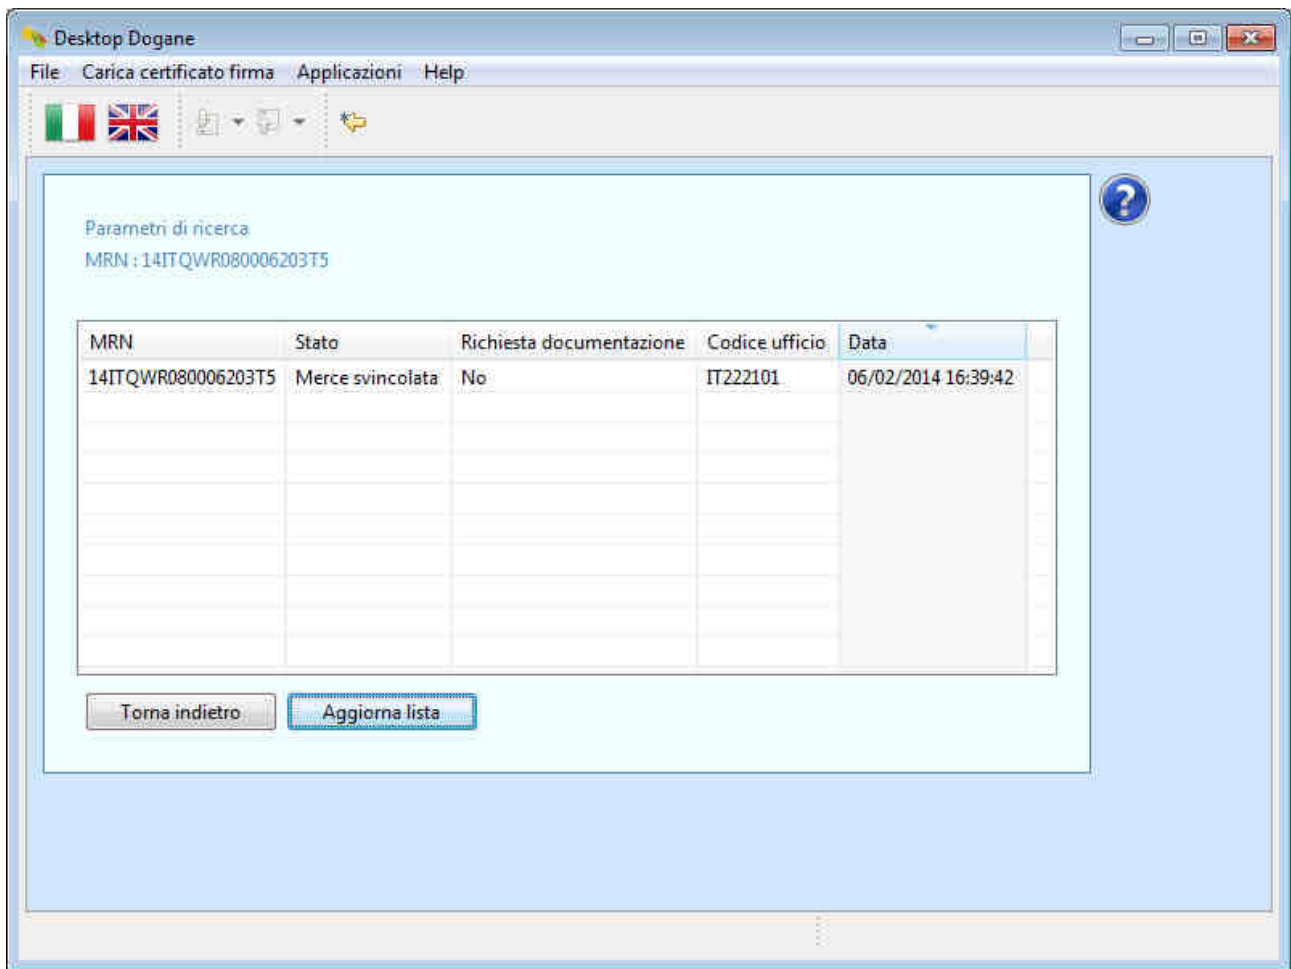 Desktop Dogane
File Carica certificato firma Applicazioni Help
Parametri di ricerca
MRN : 14ITQWR080006203T5
MRN Stato Richiesta documentazione Codice ufficio Data
14ITQWR080006203T5 Merce svincolata No IT222101 06/02/2014 16:39:42
Torna indietro Aggiorna lista